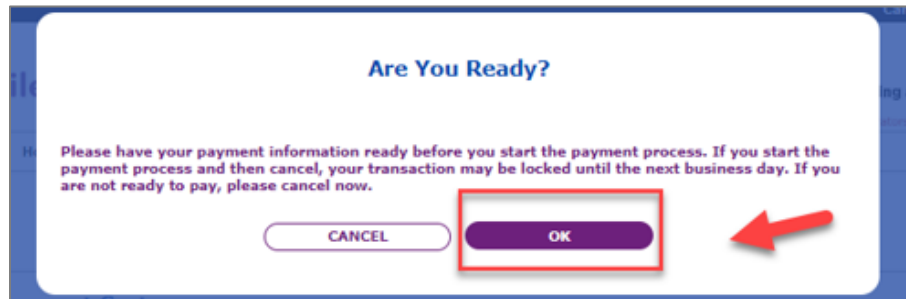 Are You Ready?
Please have your payment information ready before you start the payment process. If you start the
payment process and then cancel, your transaction may be locked until the next business day. If you
are not ready to pay, please cancel now.
CANCEL
OK